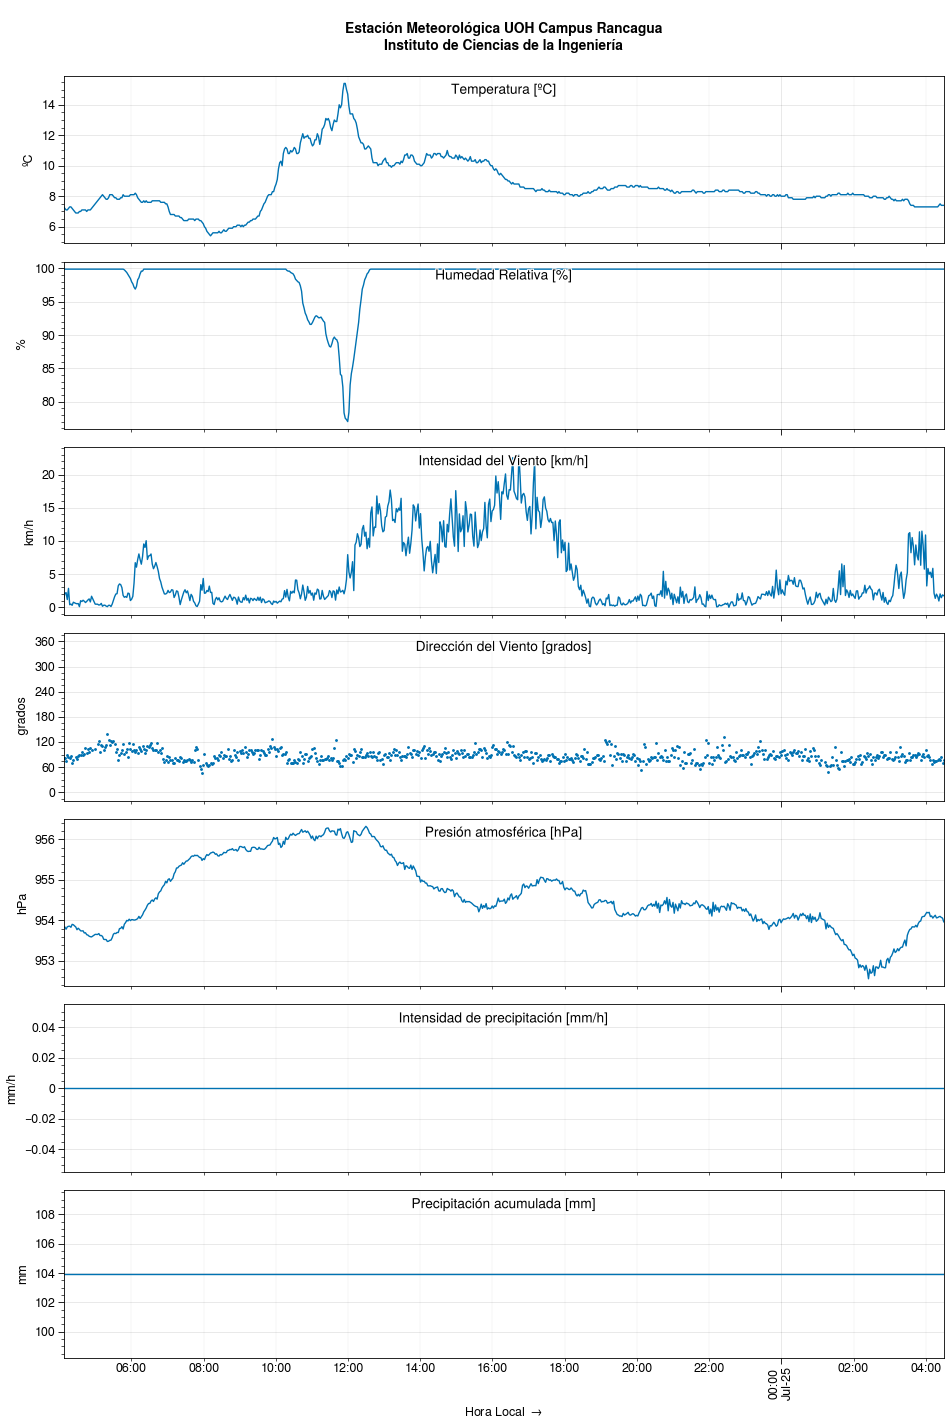 Estación Meteorológica UOH Campus Rancagua
Instituto de Ciencias de la Ingeniería
Temperatura [ºC]
ºC
14
12
10
8
6
Humedad Relativa [%]
%
100
95
90
85
80
Intensidad del Viento [km/h]
km/h
20
15
10
5
0
Dirección del Viento [grados]
grados
360
300
240
180
120
60
0
Presión atmosférica [hPa]
hPa
956
955
954
953
Intensidad de precipitación [mm/h]
mm/h
0.04
0.02
0
−0.02
−0.04
Precipitación acumulada [mm]
mm
108
106
104
102
100
06:00 08:00 10:00 12:00 14:00 16:00 18:00 20:00 22:00 00:00 02:00 04:00
Jul-25
Hora Local →